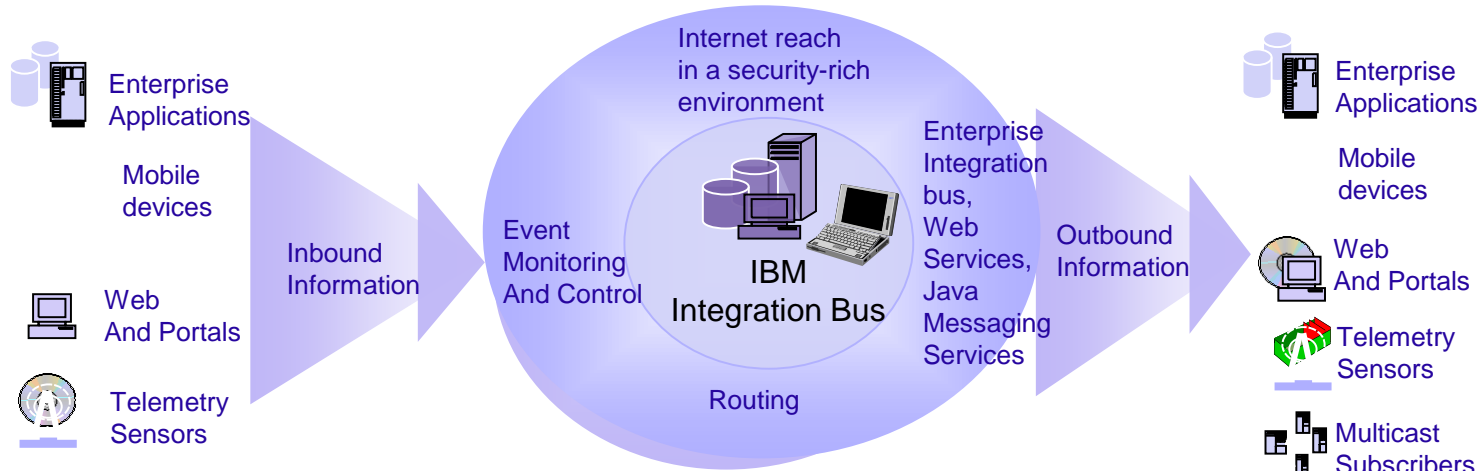 Enterprise
Applications
Mobile
devices
Web
And Portals
Telemetry
Sensors
Inbound
Information
Internet reach
in a security-rich
environment
Event
Monitoring
And Control
IBM
Integration Bus
Enterprise
Integration
bus,
Web
Services,
Java
Messaging
Services
Routing
Outbound
Information
Enterprise
Applications
Mobile
devices
Web
And Portals
Telemetry
Sensors
Multicast
Subscribers